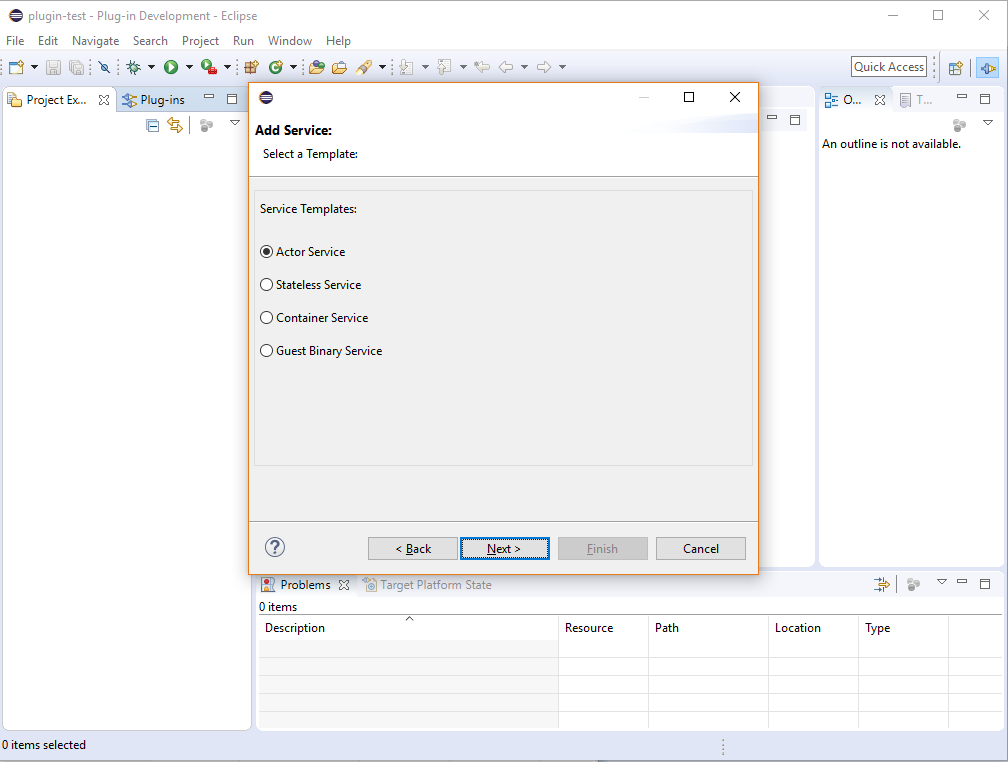 plugin-test - Plug-in Development - Eclipse
File Edit Navigate Search Project Run Window Help
Quick Access
Project Ex... Plug-ins
O... T...
An outline is not available.
Add Service:
Select a Template:
Service Templates:
Actor Service
Stateless Service
Container Service
Guest Binary Service
?
< Back Next > Finish Cancel
Problems Target Platform State
0 items
Description Resource Path Location Type
0 items selected